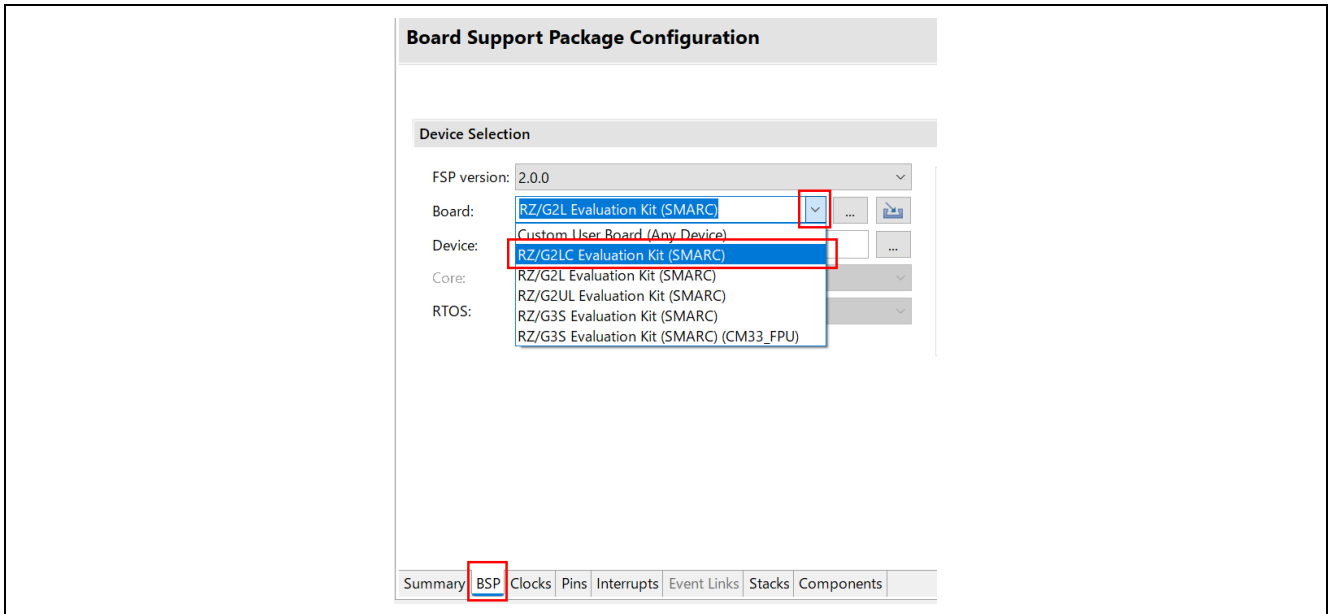 Board Support Package Configuration
Device Selection
FSP version: 2.0.0
Board: RZ/G2L Evaluation Kit (SMARC) ...
Custom User Board (Any Device)
Device: ...
RZ/G2LC Evaluation Kit (SMARC)
Core: RZ/G2L Evaluation Kit (SMARC)
RZ/G2UL Evaluation Kit (SMARC)
RTOS: RZ/G3S Evaluation Kit (SMARC)
RZ/G3S Evaluation Kit (SMARC) (CM33_FPU)
Summary BSP Clocks Pins Interrupts Event Links Stacks Components